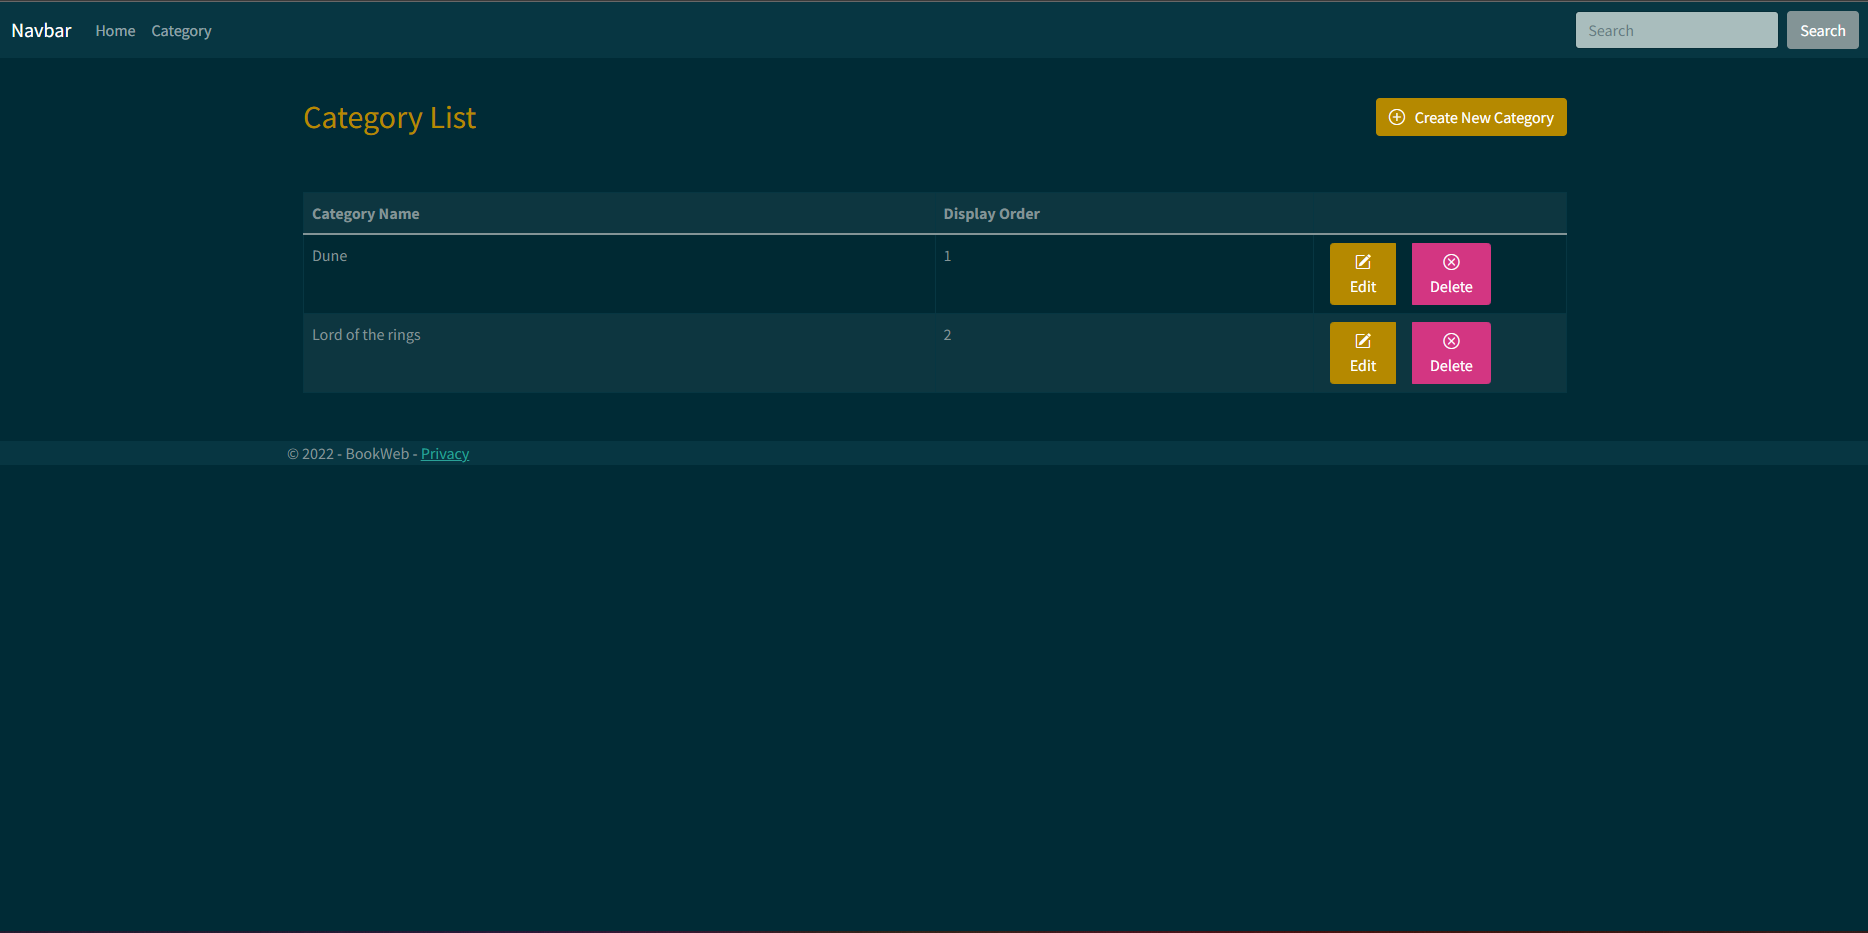 Navbar Home Category Search Search
Category List Create New Category
Category Name Display Order
Dune 1 Edit Delete
Lord of the rings 2 Edit Delete
© 2022 - BookWeb - Privacy